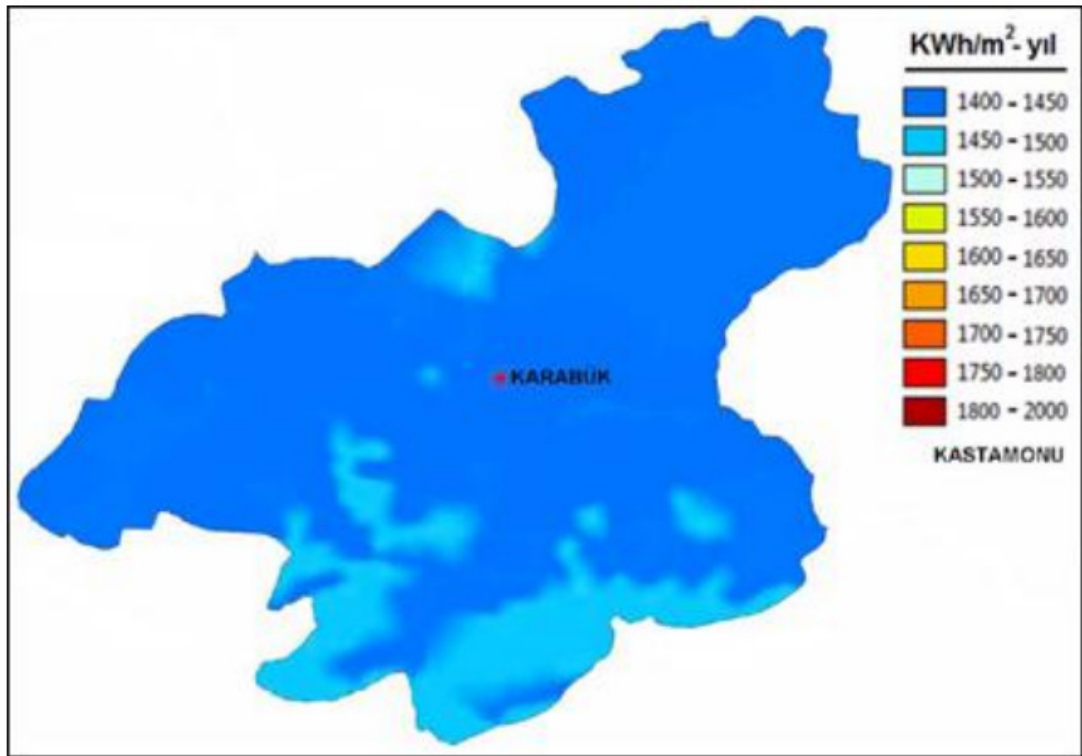 KWh/m²- yıl
1400 - 1450
1450 - 1500
1500 - 1550
1550 - 1600
1600 - 1650
1650 - 1700
1700 - 1750
1750 - 1800
1800 - 2000
KASTAMONU
KARABÜK